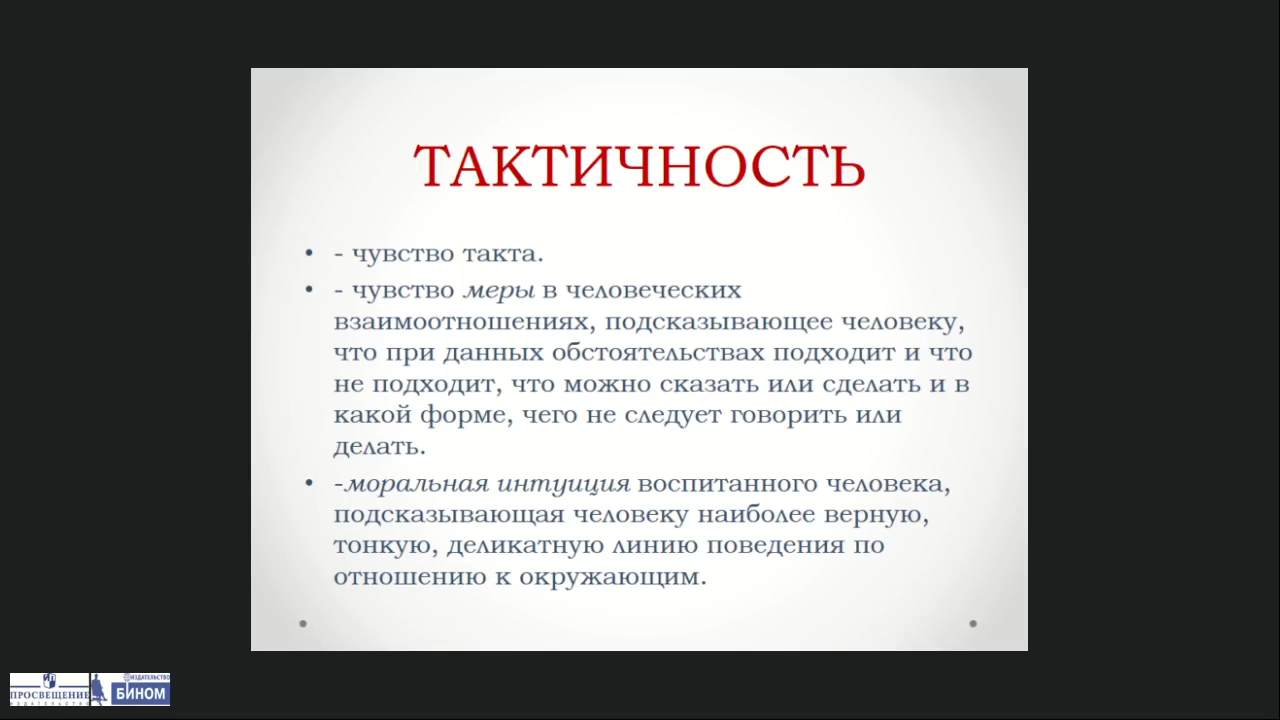 ТАКТИЧНОСТЬ
• - чувство такта.
• - чувство меры в человеческих
взаимоотношениях, подсказывающее человеку,
что при данных обстоятельствах подходит и что
не подходит, что можно сказать или сделать и в
какой форме, чего не следует говорить или
делать.
• -моральная интуиция воспитанного человека,
подсказывающая человеку наиболее верную,
тонкую, деликатную линию поведения по
отношению к окружающим.
ПРОСВЕЩЕНИЕ
ИЗДАТЕЛЬСТВО
ИЗДАТЕЛЬСТВО
БИНОМ